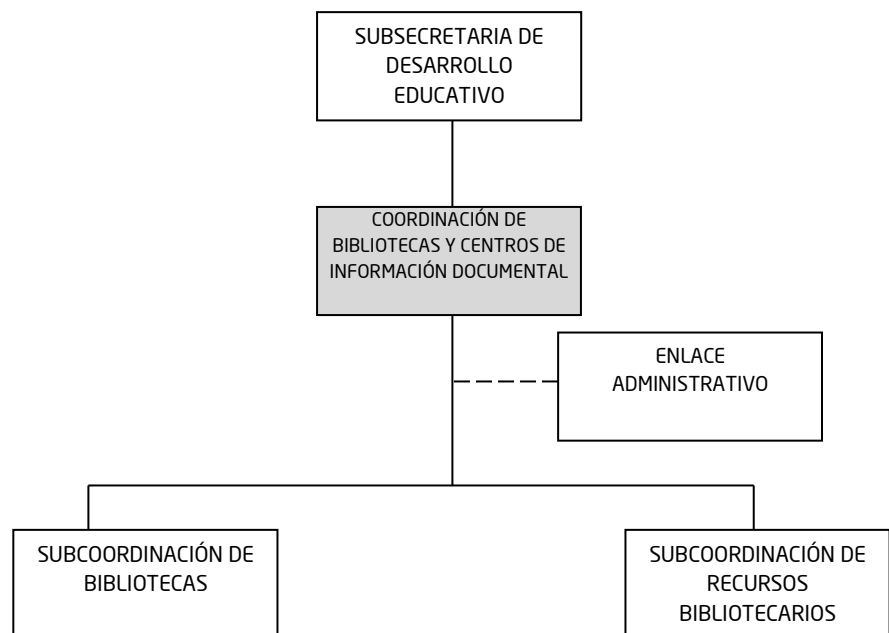 SUBSECRETARIA DE
DESARROLLO
EDUCATIVO
COORDINACIÓN DE
BIBLIOTECAS Y CENTROS DE
INFORMACIÓN DOCUMENTAL
ENLACE
ADMINISTRATIVO
SUBCOORDINACIÓN DE
BIBLIOTECAS
SUBCOORDINACIÓN DE
RECURSOS
BIBLIOTECARIOS